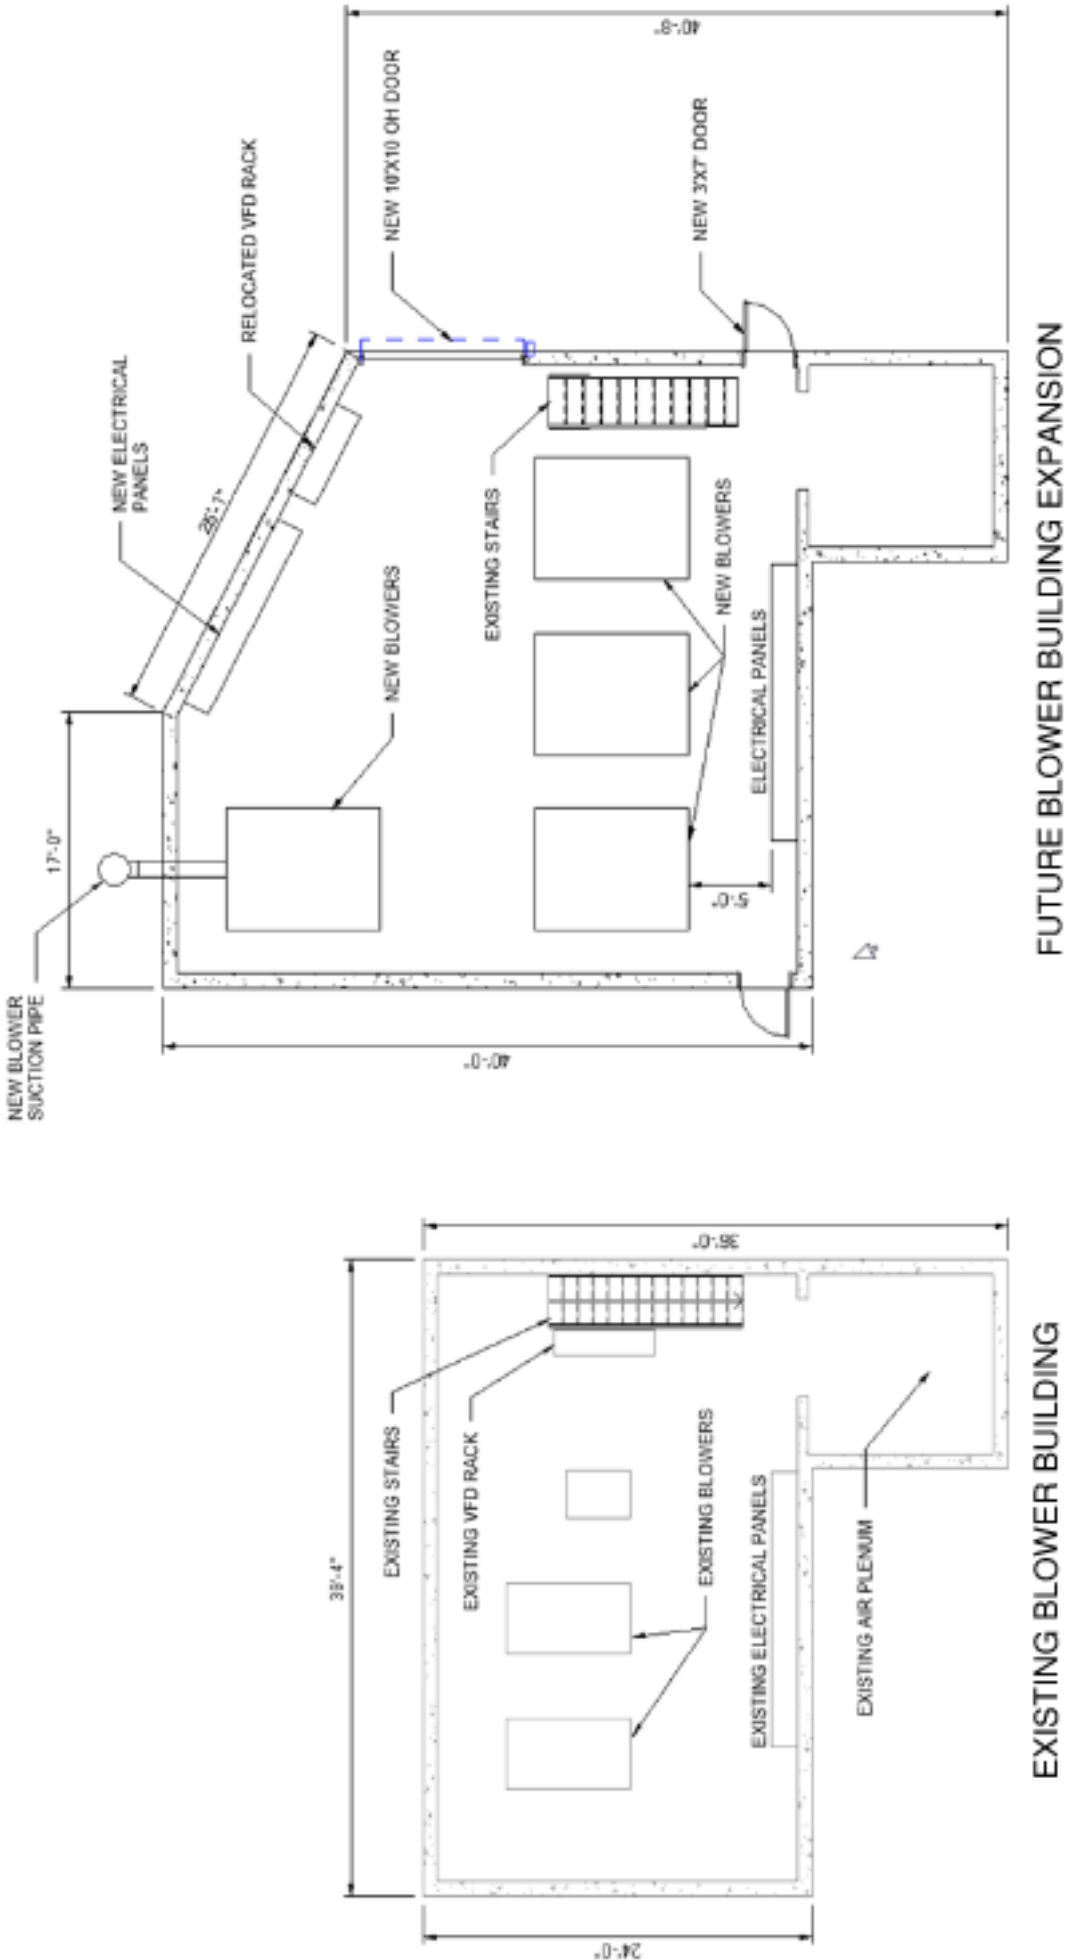 39'-4"
36'-0"
24'-0"
EXISTING STAIRS
EXISTING VFD RACK
EXISTING BLOWERS
EXISTING ELECTRICAL PANELS
EXISTING AIR PLENUM
EXISTING BLOWER BUILDING
NEW BLOWER
SUCTION PIPE
17'-0"
NEW ELECTRICAL
PANELS
RELOCATED VFD RACK
NEW 10'X10' OH DOOR
40'-8"
NEW BLOWERS
EXISTING STAIRS
40'-0"
NEW 3'X7' DOOR
NEW BLOWERS
5'-0"
ELECTRICAL PANELS
FUTURE BLOWER BUILDING EXPANSION